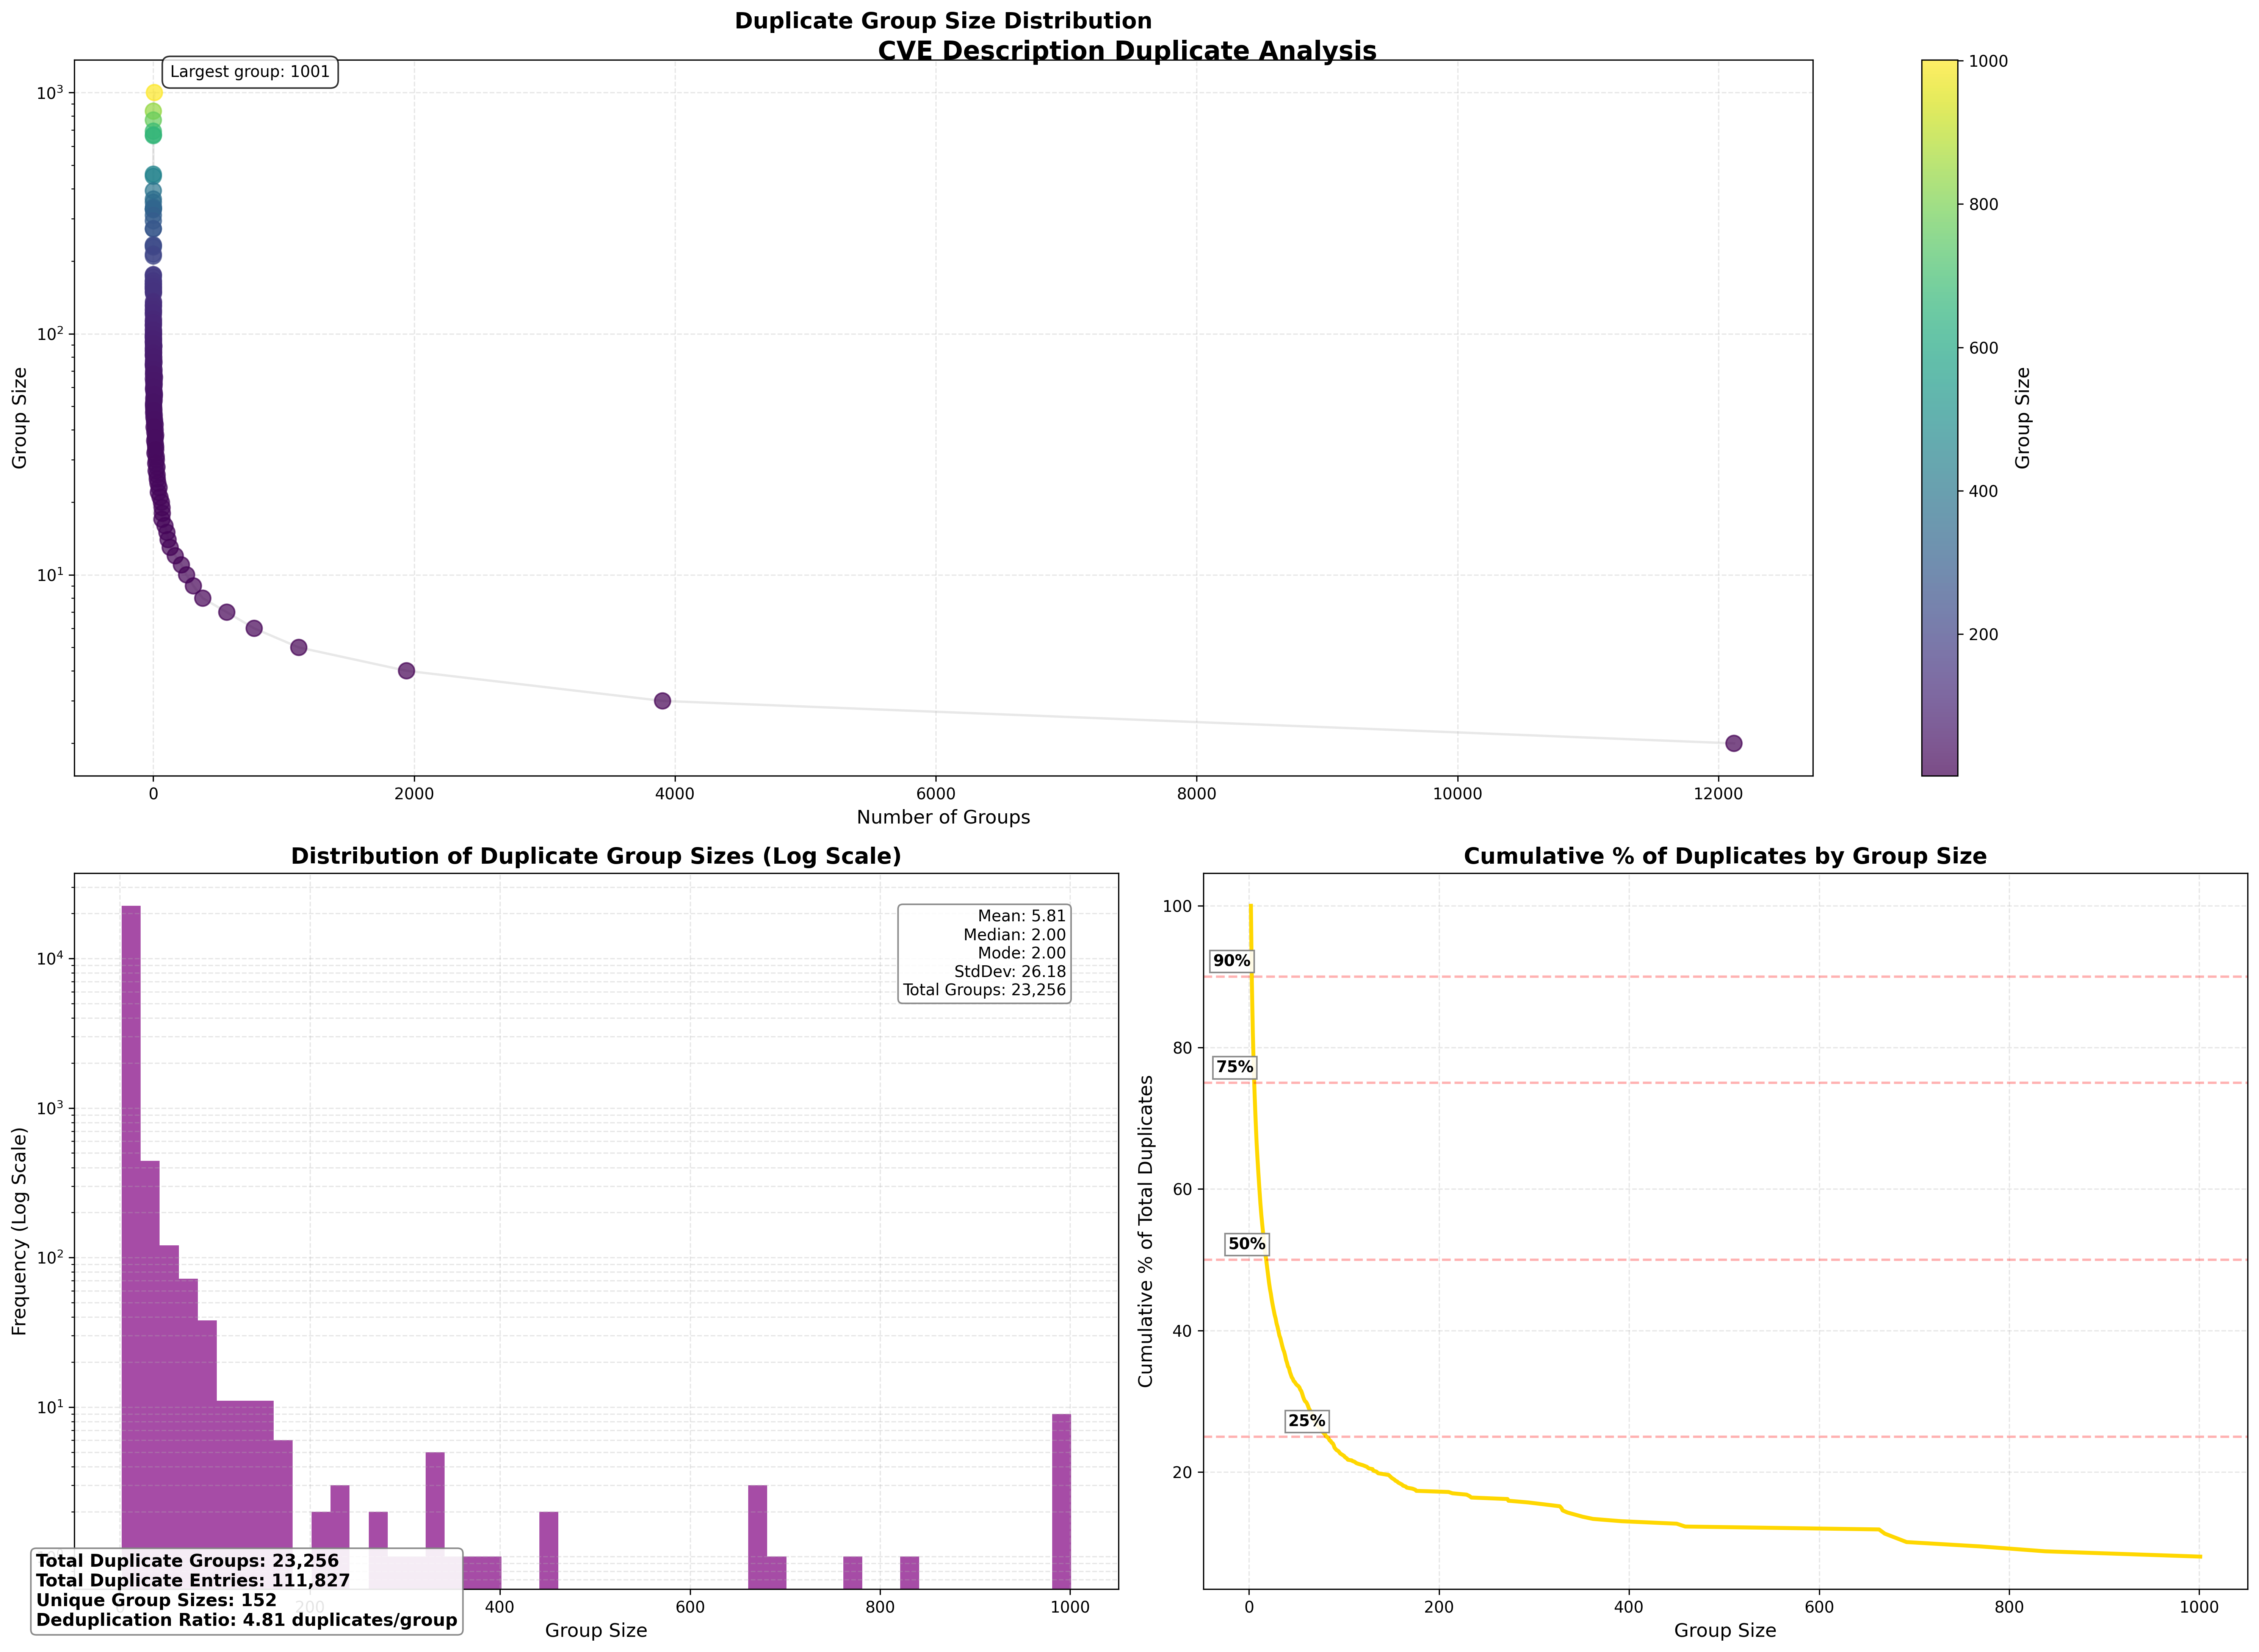 Duplicate Group Size Distribution
CVE Description Duplicate Analysis
Largest group: 1001
10³
10²
10¹
Group Size
0 2000 4000 6000 8000 10000 12000
Number of Groups
1000
800
600
400
200
Group Size
Distribution of Duplicate Group Sizes (Log Scale)
Mean: 5.81
Median: 2.00
Mode: 2.00
StdDev: 26.18
Total Groups: 23,256
10⁴
10³
10²
10¹
Frequency (Log Scale)
Total Duplicate Groups: 23,256
Total Duplicate Entries: 111,827
Unique Group Sizes: 152
Deduplication Ratio: 4.81 duplicates/group
200 400 600 800 1000
Group Size
Cumulative % of Duplicates by Group Size
100
80
60
40
20
90%
75%
50%
25%
Cumulative % of Total Duplicates
0 200 400 600 800 1000
Group Size